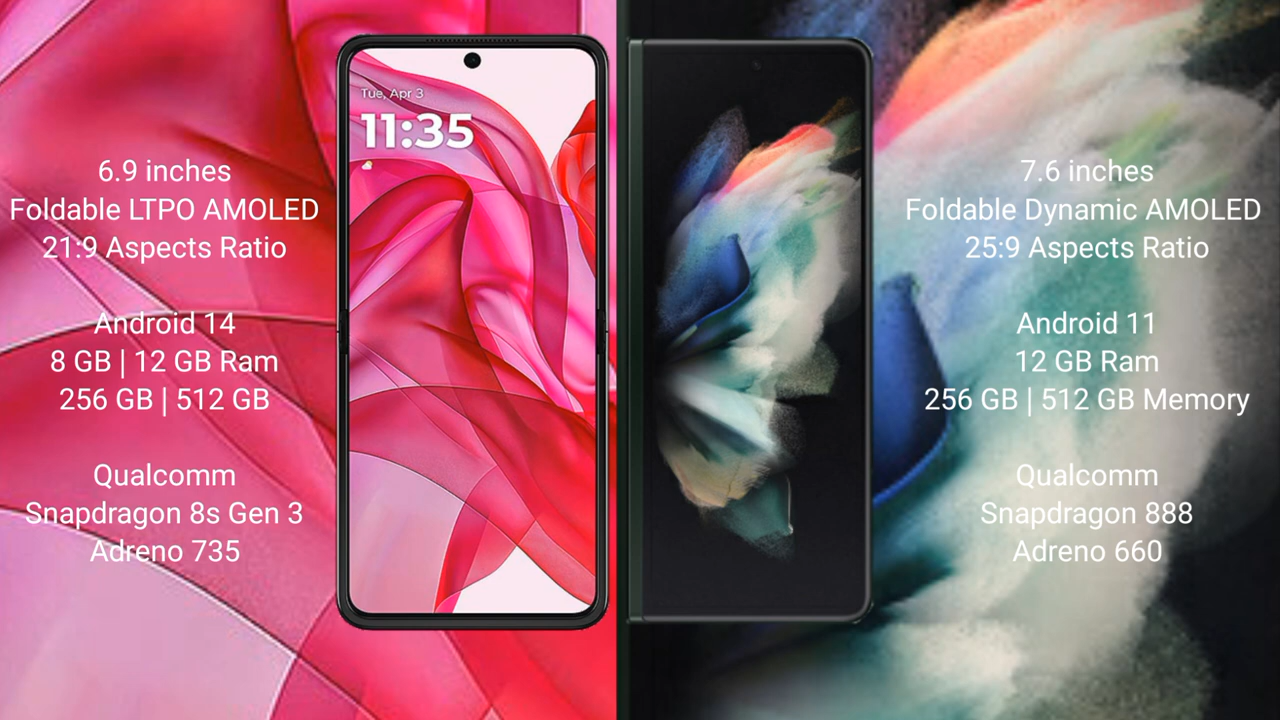 Tue, Apr 3
11:35
6.9 inches
Foldable LTPO AMOLED
21:9 Aspects Ratio
Android 14
8 GB | 12 GB Ram
256 GB | 512 GB
Qualcomm
Snapdragon 8s Gen 3
Adreno 735
7.6 inches
Foldable Dynamic AMOLED
25:9 Aspects Ratio
Android 11
12 GB Ram
256 GB | 512 GB Memory
Qualcomm
Snapdragon 888
Adreno 660